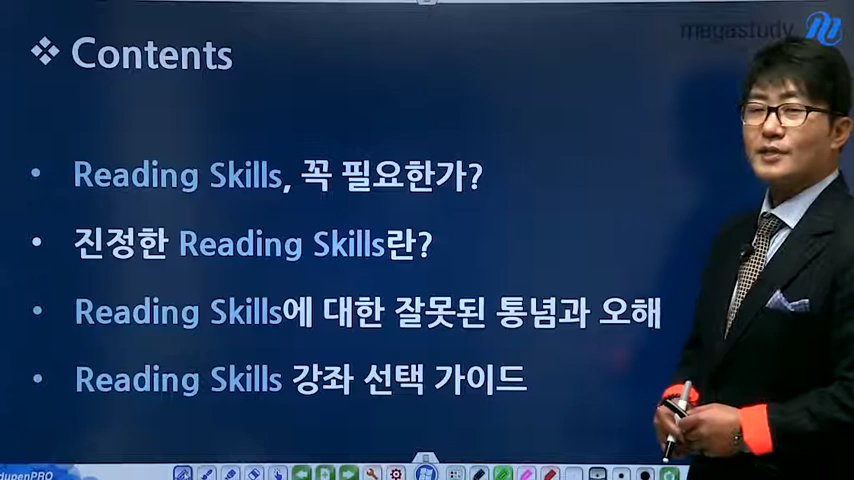 megastudy
Contents
Reading Skills, 꼭 필요한가?
진정한 Reading Skills란?
Reading Skills에 대한 잘못된 통념과 오해
Reading Skills 강좌 선택 가이드
dupenPRO